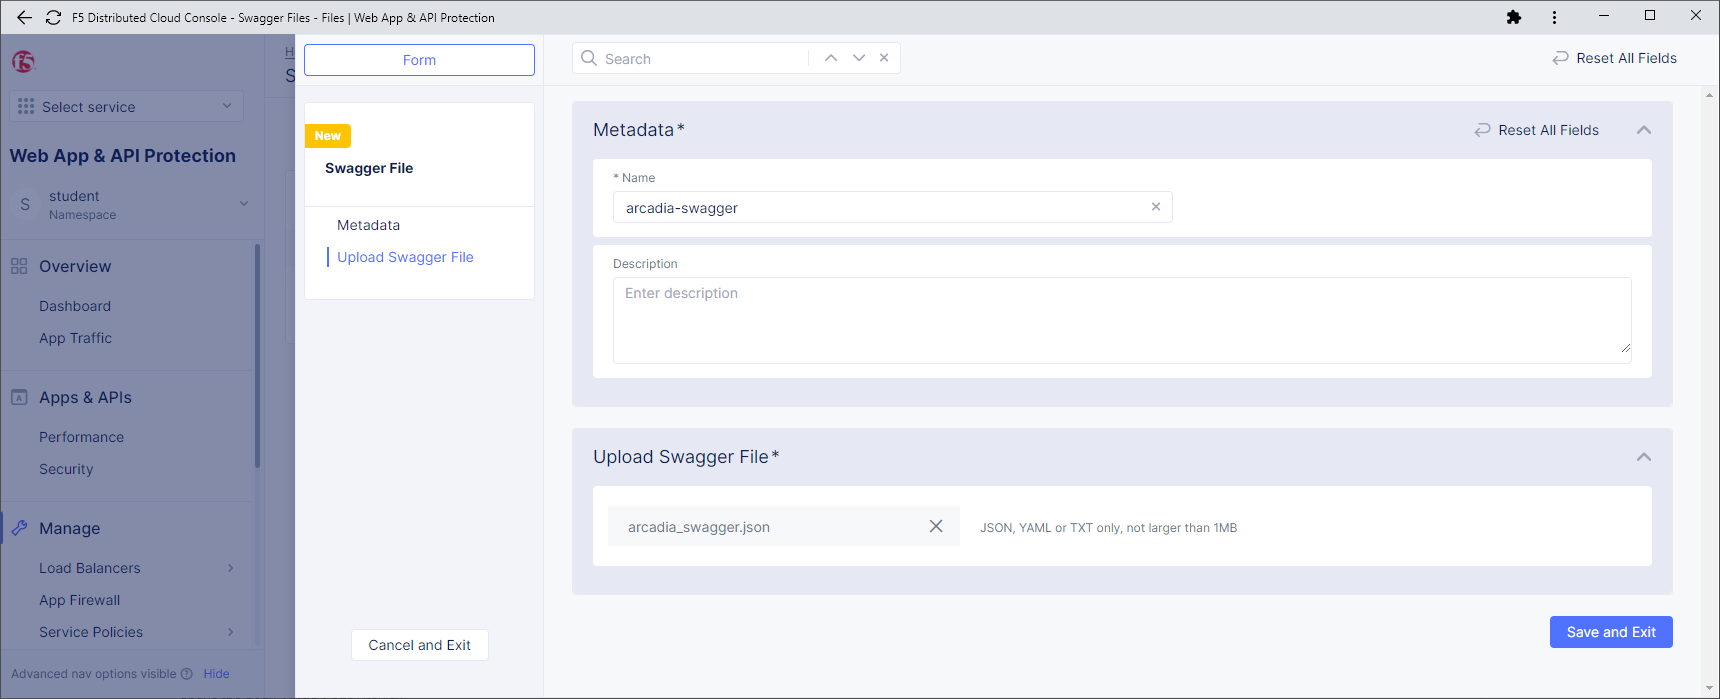 F5 Distributed Cloud Console - Swagger Files - Files | Web App & API Protection
f5
Select service
Web App & API Protection
S
student
Namespace
Overview
Dashboard
App Traffic
Apps & APIs
Performance
Security
Manage
Load Balancers
App Firewall
Service Policies
Advanced nav options visible ? Hide
Form
New
Swagger File
Metadata
Upload Swagger File
Cancel and Exit
Search
Reset All Fields
Metadata*
Reset All Fields
* Name
arcadia-swagger
Description
Enter description
Upload Swagger File*
arcadia_swagger.json
JSON, YAML or TXT only, not larger than 1MB
Save and Exit